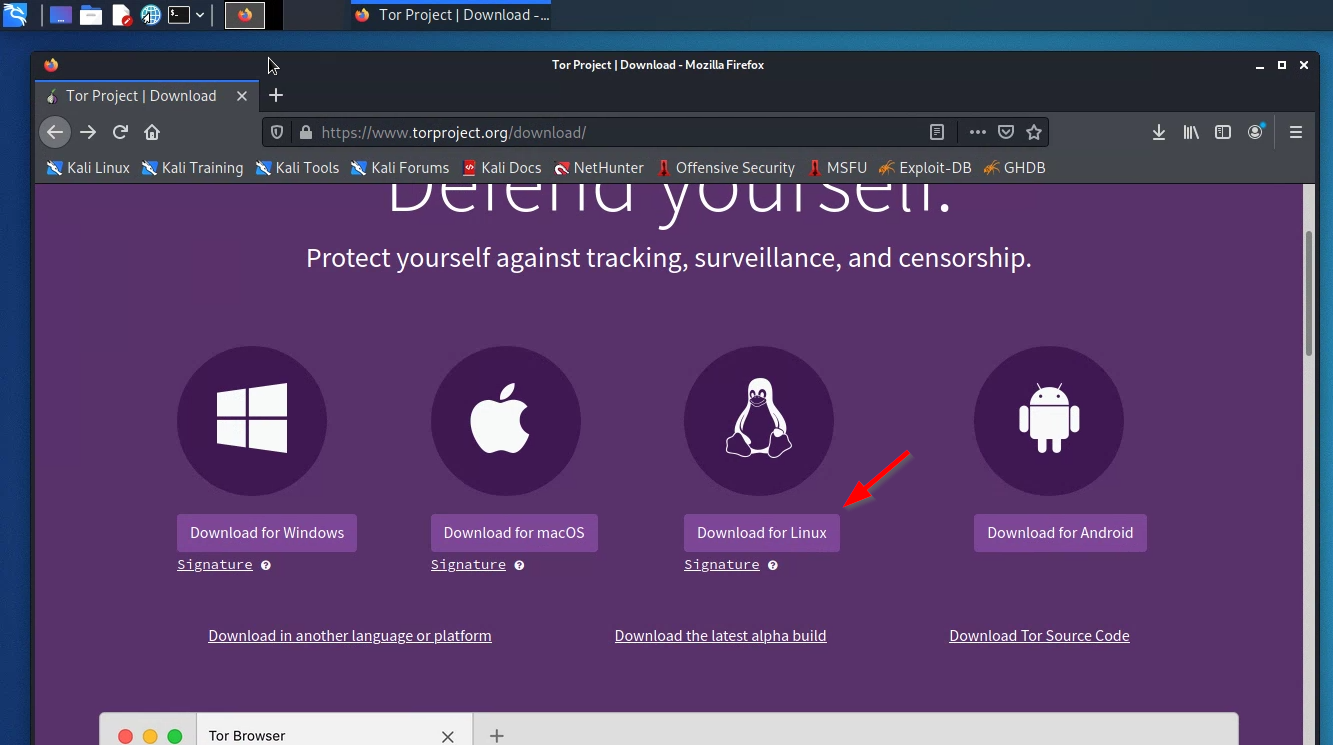 Tor Project | Download -...
Tor Project | Download - Mozilla Firefox
Tor Project | Download
https://www.torproject.org/download/
Kali Linux Kali Training Kali Tools Kali Forums Kali Docs NetHunter Offensive Security MSFU Exploit-DB GHDB
Defend yourself.
Protect yourself against tracking, surveillance, and censorship.
Download for Windows Download for macOS Download for Linux Download for Android
Signature Signature Signature
Download in another language or platform Download the latest alpha build Download Tor Source Code
Tor Browser